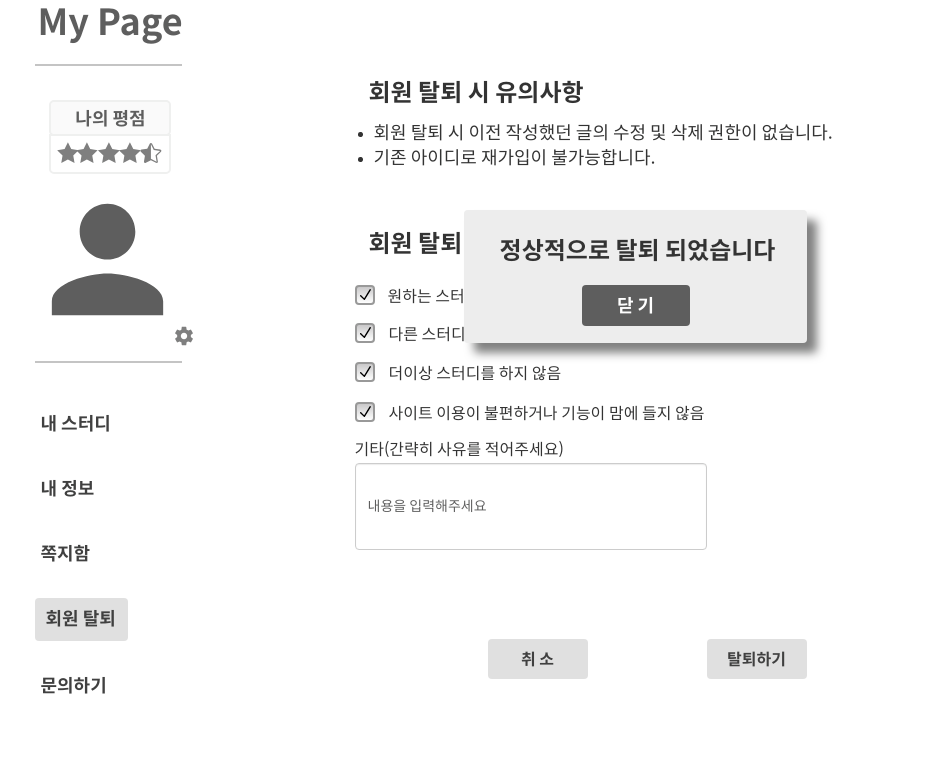 My Page
나의 평점
회원 탈퇴 시 유의사항
회원 탈퇴 시 이전 작성했던 글의 수정 및 삭제 권한이 없습니다.
기존 아이디로 재가입이 불가능합니다.
회원 탈퇴
정상적으로 탈퇴 되었습니다
닫 기
원하는 스터
다른 스터디
더이상 스터디를 하지 않음
사이트 이용이 불편하거나 기능이 맘에 들지 않음
기타(간략히 사유를 적어주세요)
내용을 입력해주세요
취 소
탈퇴하기
내 스터디
내 정보
쪽지함
회원 탈퇴
문의하기